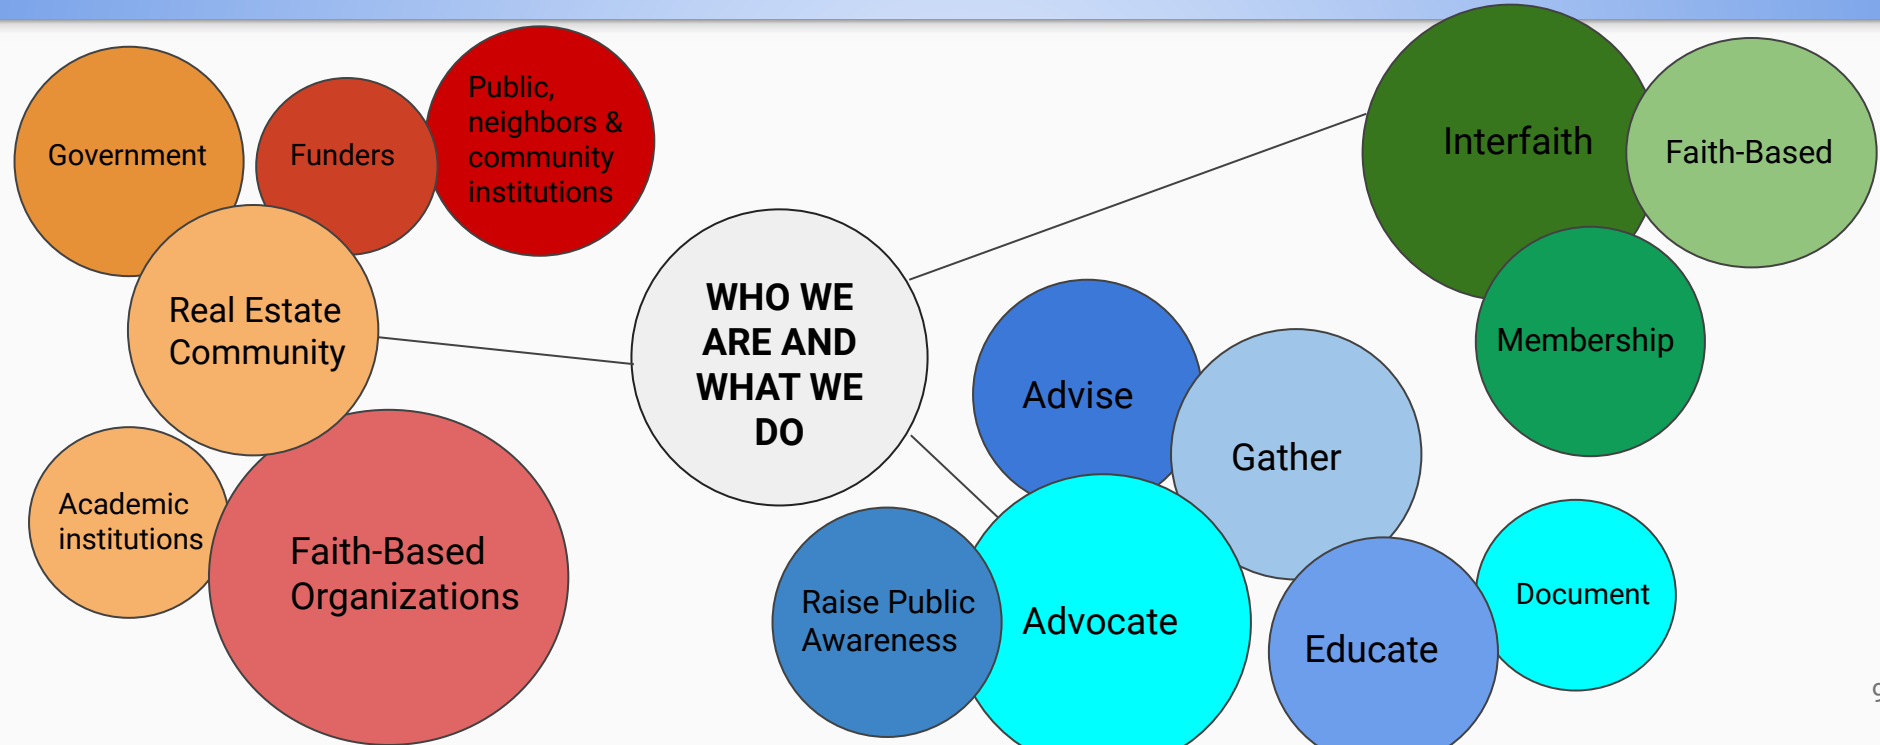 Government
Funders
Public,
neighbors &
community
institutions
Real Estate
Community
Academic
institutions
Faith-Based
Organizations
WHO WE
ARE AND
WHAT WE
DO
Interfaith
Faith-Based
Membership
Advise
Gather
Raise Public
Awareness
Advocate
Educate
Document